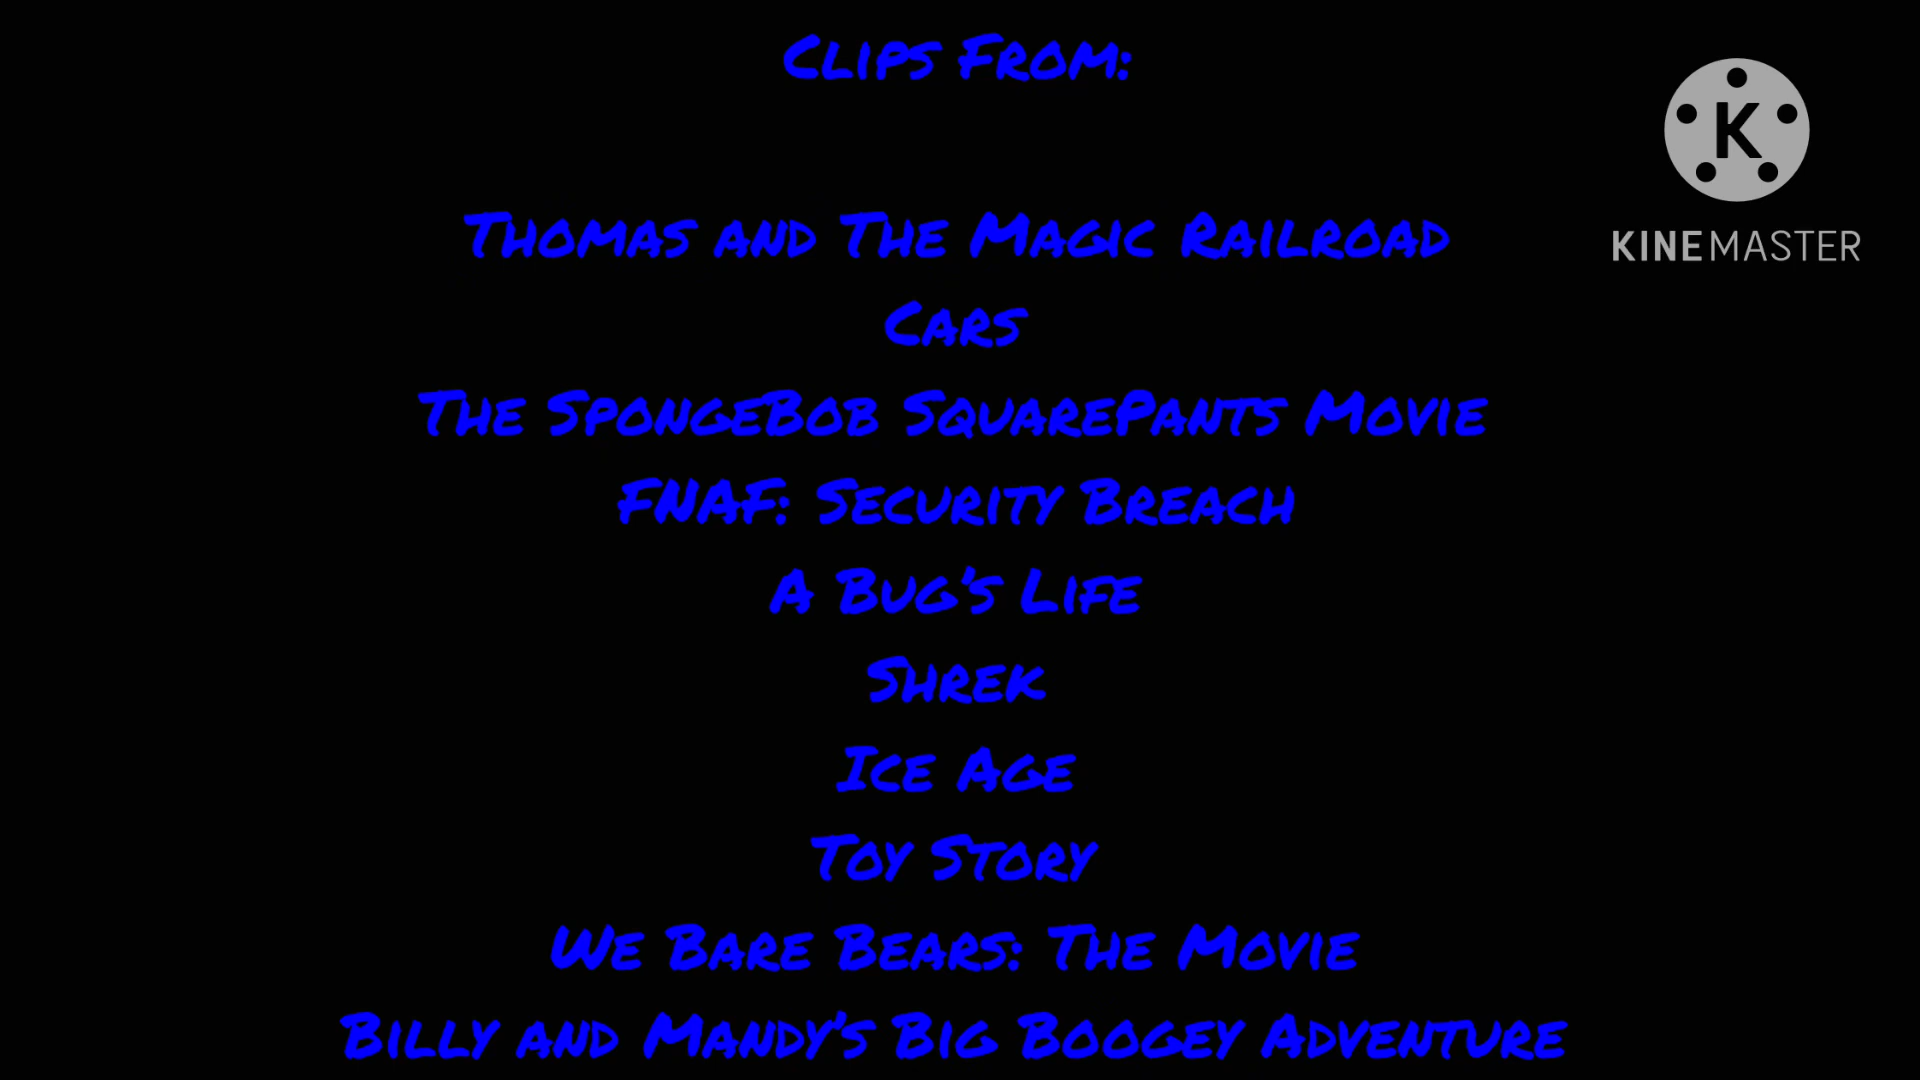 Clips From:
Thomas and The Magic Railroad
Cars
The SpongeBob SquarePants Movie
FNAF: Security Breach
A Bug's Life
Shrek
Ice Age
Toy Story
We Bare Bears: The Movie
Billy and Mandy's Big Boogey Adventure
K
KINEMASTER